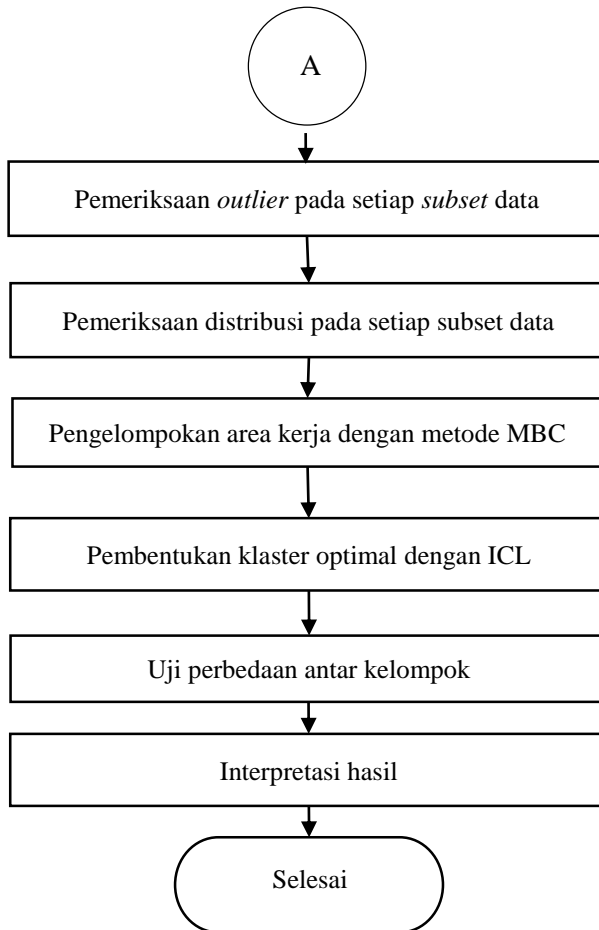 A
Pemeriksaan outlier pada setiap subset data
Pemeriksaan distribusi pada setiap subset data
Pengelompokan area kerja dengan metode MBC
Pembentukan klaster optimal dengan ICL
Uji perbedaan antar kelompok
Interpretasi hasil
Selesai